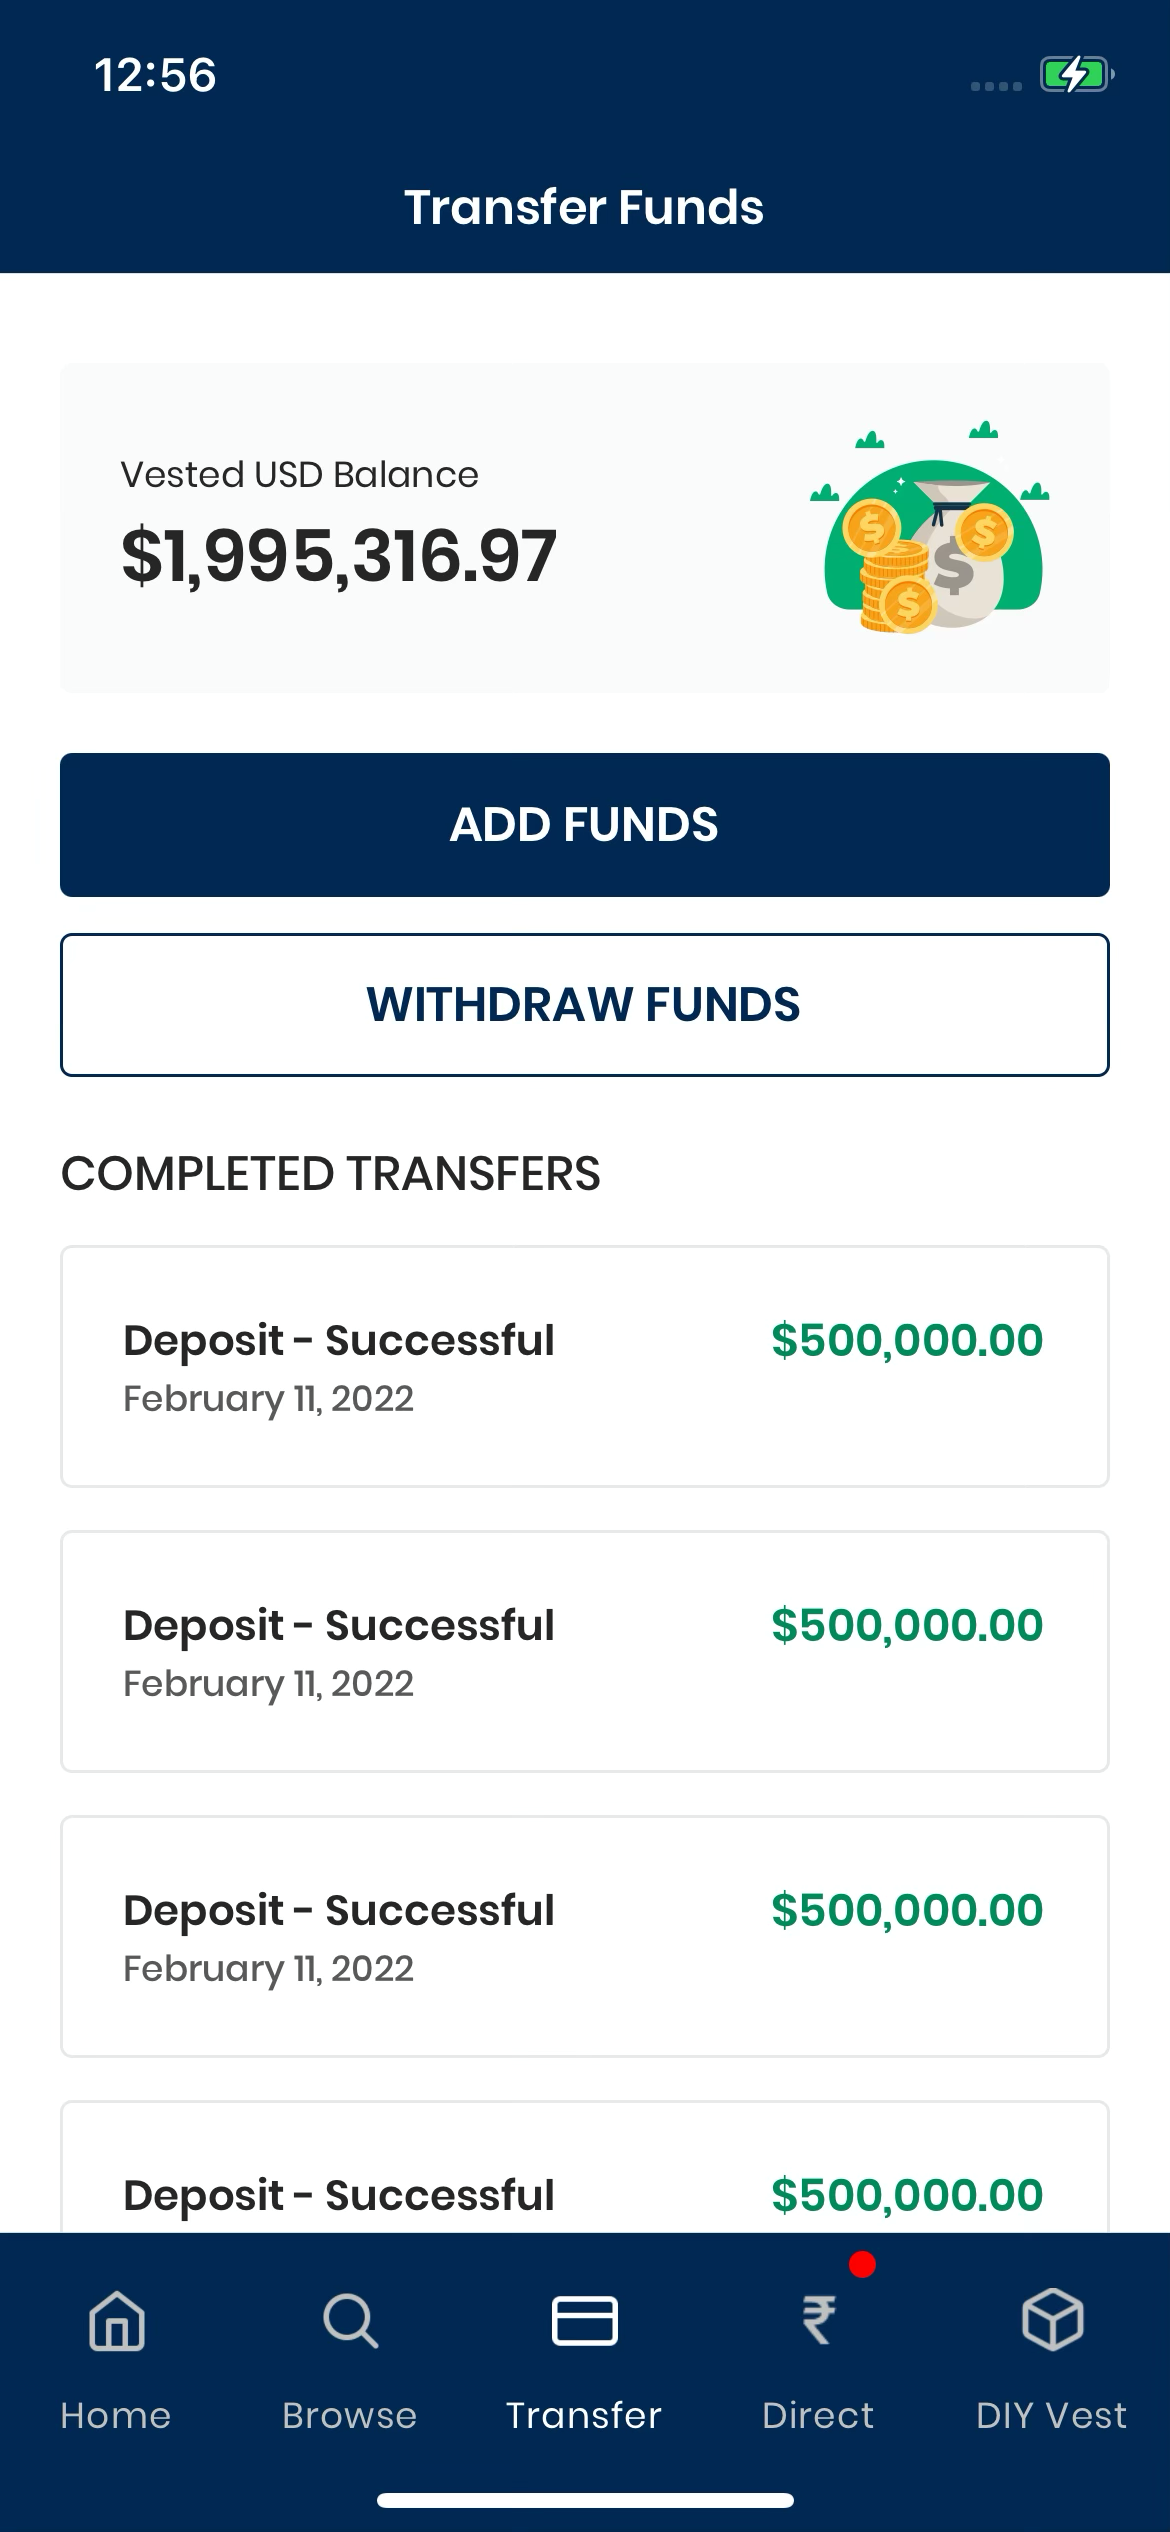 12:56
Transfer Funds
Vested USD Balance
$1,995,316.97
ADD FUNDS
WITHDRAW FUNDS
COMPLETED TRANSFERS
Deposit - Successful $500,000.00
February 11, 2022
Deposit - Successful $500,000.00
February 11, 2022
Deposit - Successful $500,000.00
February 11, 2022
Deposit - Successful $500,000.00
Home Browse Transfer Direct DIY Vest